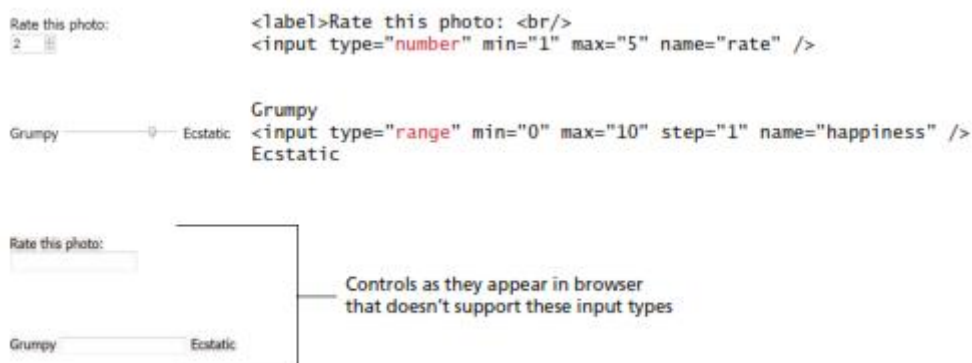 Rate this photo:
2
<label>Rate this photo: <br/>
<input type="number" min="1" max="5" name="rate" />
Grumpy Ecstatic
Grumpy
<input type="range" min="0" max="10" step="1" name="happiness" />
Ecstatic
Rate this photo:
Controls as they appear in browser
that doesn't support these input types
Grumpy Ecstatic